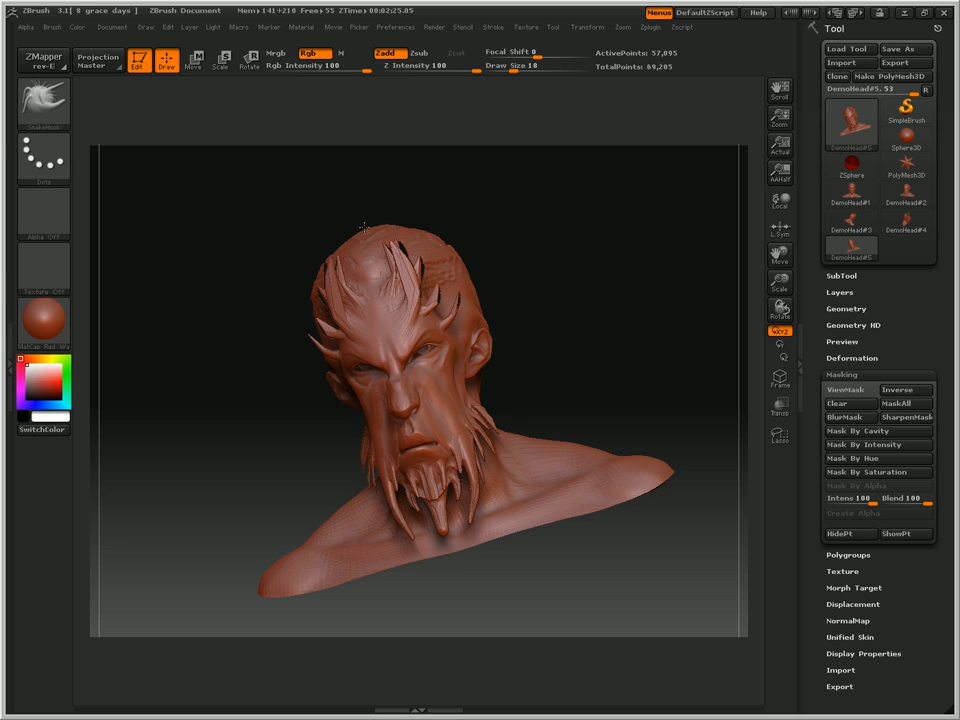 ZBrush 3.1[ 8 grace days ] ZBrush Document Mem>141+210 Free>55 ZTime>00:02:25.05
Menus DefaultZScript Help
Alpha Brush Color Document Draw Edit Layer Light Macro Marker Material Movie Picker Preferences Render Stencil Stroke Texture Tool Transform Zoom Zplugin Zscript
Tool
ZMapper
rev-E
Projection
Master
Edit
Draw
Move
Scale
Rotate
Mrgb Rgb M
Rgb Intensity 100
Zadd Zsub Zcut
Z Intensity 100
Focal Shift 0
Draw Size 18
ActivePoints: 57,095
TotalPoints: 69,205
Load Tool Save As
Import Export
Clone Make PolyMesh3D
DemoHead#5. 53 R
DemoHead#5
SimpleBrush
Sphere3D
ZSphere
PolyMesh3D
DemoHead#1
DemoHead#2
DemoHead#3
DemoHead#4
DemoHead#5
SnakeHook
Dots
Alpha Off
Texture Off
MatCap Red Wa
SwitchColor
Scroll
Zoom
Actual
AAHalf
Local
L.Sym
Move
Scale
Rotate
XYZ
Frame
Transp
Lasso
SubTool
Layers
Geometry
Geometry HD
Preview
Deformation
Masking
ViewMask Inverse
Clear MaskAll
BlurMask SharpenMask
Mask By Cavity
Mask By Intensity
Mask By Hue
Mask By Saturation
Mask By Alpha
Intens 100 Blend 100
Create Alpha
HidePt ShowPt
Polygroups
Texture
Morph Target
Displacement
NormalMap
Unified Skin
Display Properties
Import
Export